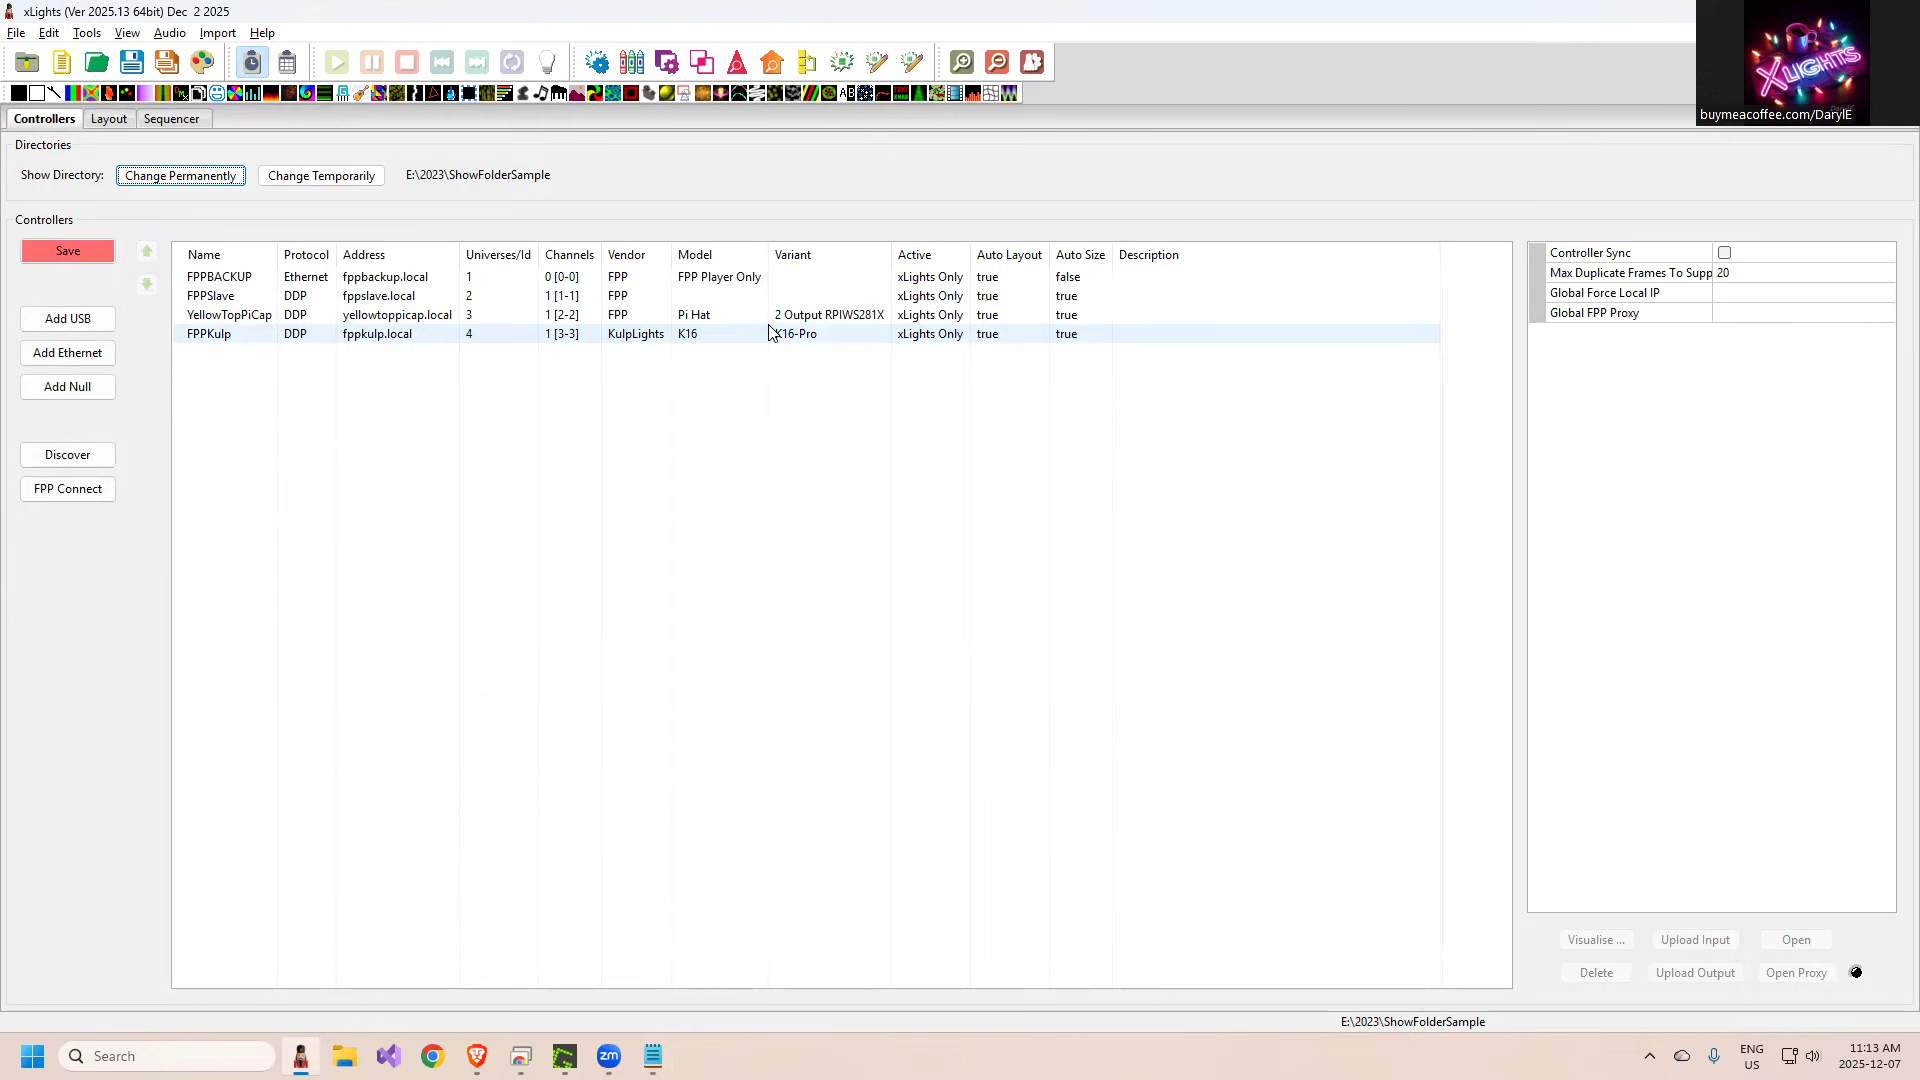 xLights (Ver 2025.13 64bit) Dec 2 2025
File Edit Tools View Audio Import Help
XLIGHTS
DarylE
buymeacoffee.com/DarylE
Controllers Layout Sequencer
Directories
Show Directory: Change Permanently Change Temporarily E:\2023\ShowFolderSample
Controllers
Save
Add USB
Add Ethernet
Add Null
Discover
FPP Connect
Name Protocol Address Universes/Id Channels Vendor Model Variant Active Auto Layout Auto Size Description
FPPBACKUP Ethernet fppbackup.local 1 0 [0-0] FPP FPP Player Only xLights Only true false
FPPSlave DDP fppslave.local 2 1 [1-1] FPP xLights Only true true
YellowTopPiCap DDP yellowtoppicap.local 3 1 [2-2] FPP Pi Hat 2 Output RPIWS281X xLights Only true true
FPPKulp DDP fppkulp.local 4 1 [3-3] KulpLights K16 K16-Pro xLights Only true true
Controller Sync
Max Duplicate Frames To Supp 20
Global Force Local IP
Global FPP Proxy
Visualise ... Upload Input Open
Delete Upload Output Open Proxy
E:\2023\ShowFolderSample
Search
zm
ENG
US
11:13 AM
2025-12-07